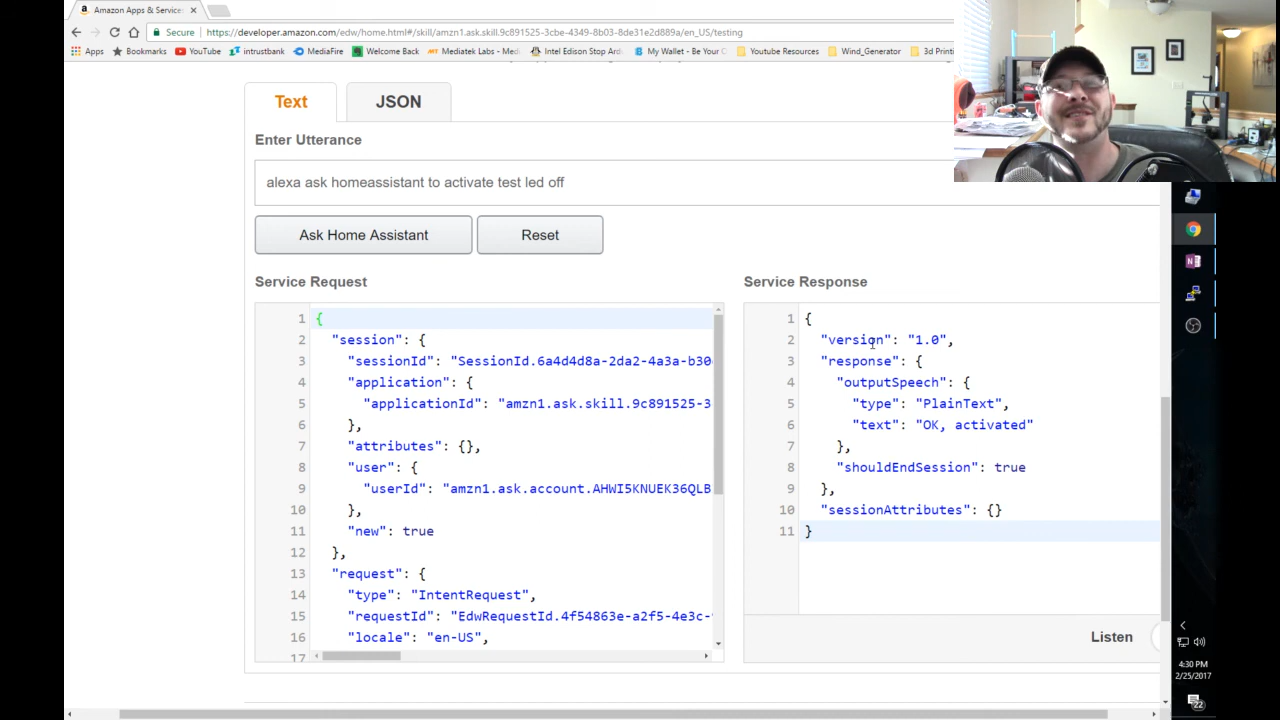 Amazon Apps & Service
Secure https://developer.amazon.com/edw/home.html#/skill/amzn1.ask.skill.9c891525-3cbe-4349-8b03-8de31e2d889a/en_US/testing
Apps Bookmarks YouTube intrustbank MediaFire Welcome Back Mediatek Labs - Med Intel Edison Stop Ard My Wallet - Be Your C Youtube Resources Wind_Generator 3d Printi
Text JSON
Enter Utterance
alexa ask homeassistant to activate test led off
Ask Home Assistant Reset
Service Request
1 {
2 "session": {
3 "sessionId": "SessionId.6a4d4d8a-2da2-4a3a-b30
4 "application": {
5 "applicationId": "amzn1.ask.skill.9c891525-3
6 },
7 "attributes": {},
8 "user": {
9 "userId": "amzn1.ask.account.AHWI5KNUEK36QLB
10 },
11 "new": true
12 },
13 "request": {
14 "type": "IntentRequest",
15 "requestId": "EdwRequestId.4f54863e-a2f5-4e3c-
16 "locale": "en-US",
17
Service Response
1 {
2 "version": "1.0",
3 "response": {
4 "outputSpeech": {
5 "type": "PlainText",
6 "text": "OK, activated"
7 },
8 "shouldEndSession": true
9 },
10 "sessionAttributes": {}
11 }
Listen
4:30 PM
2/25/2017
22